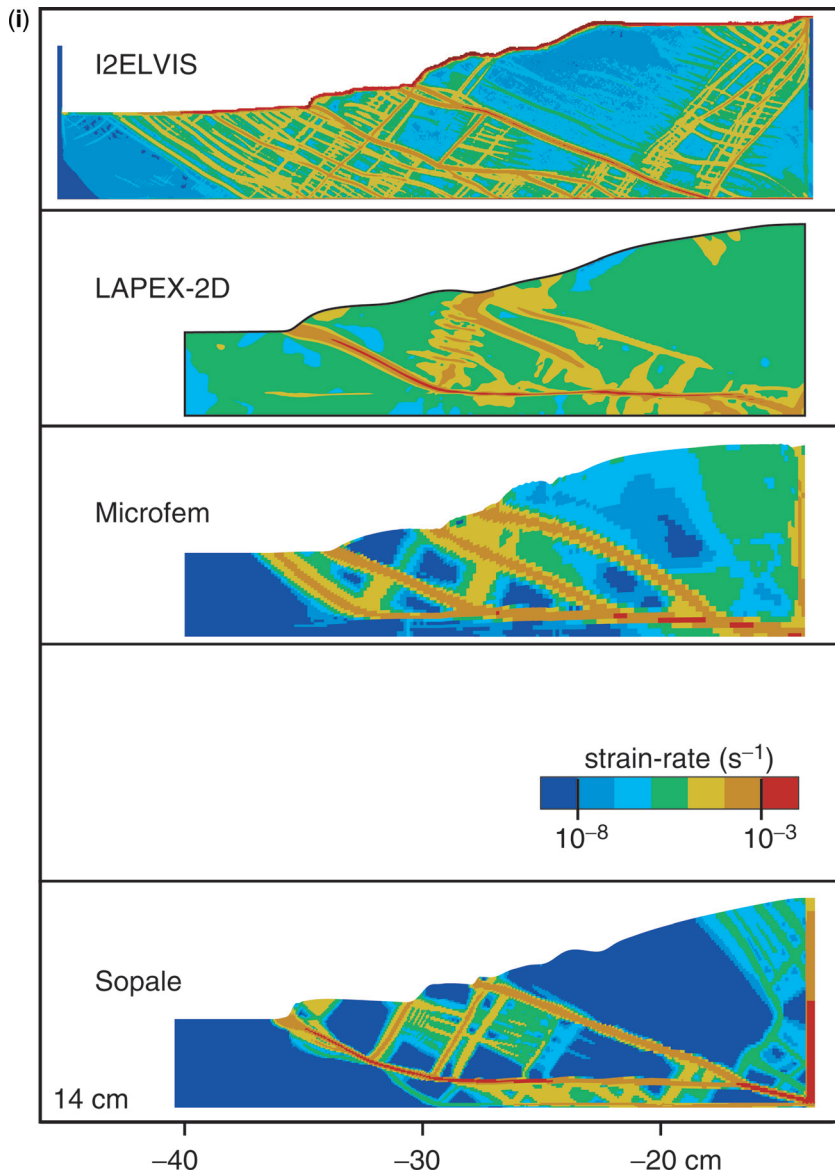 (i)
I2ELVIS
LAPEX-2D
Microfem
strain-rate (s⁻¹)
10⁻⁸ 10⁻³
Sopale
14 cm
−40 −30 −20 cm